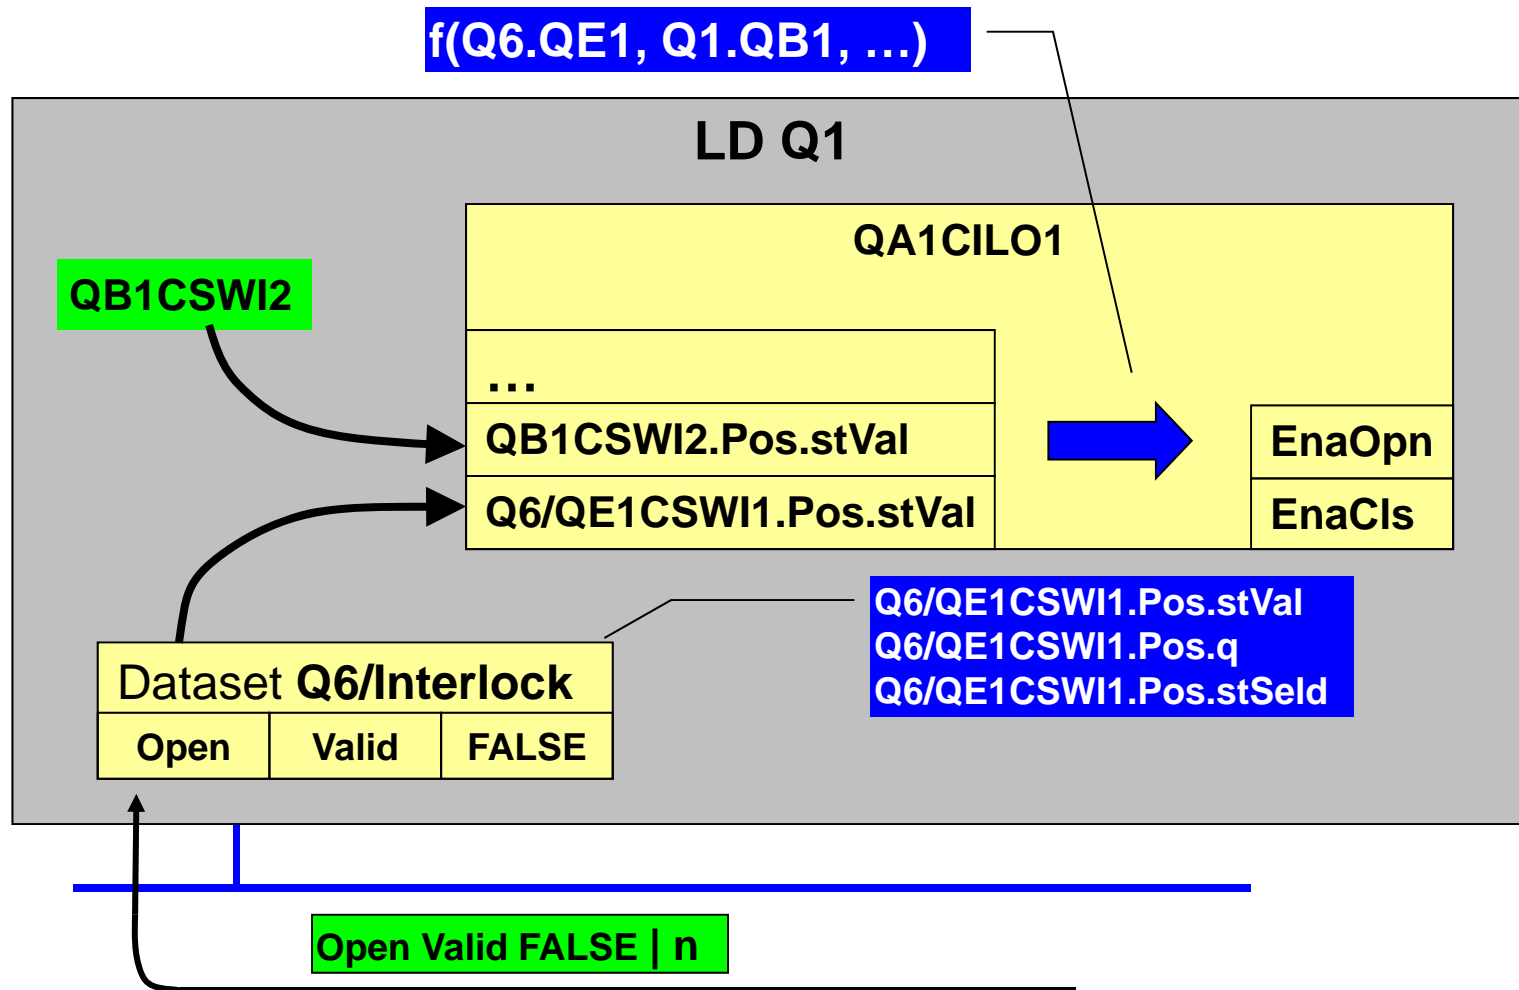 f(Q6.QE1, Q1.QB1, …)
LD Q1
QA1CILO1
QB1CSWI2
…
QB1CSWI2.Pos.stVal
Q6/QE1CSWI1.Pos.stVal
EnaOpn
EnaCls
Q6/QE1CSWI1.Pos.stVal
Q6/QE1CSWI1.Pos.q
Q6/QE1CSWI1.Pos.stSeld
Dataset Q6/Interlock
Open Valid FALSE
Open Valid FALSE | n